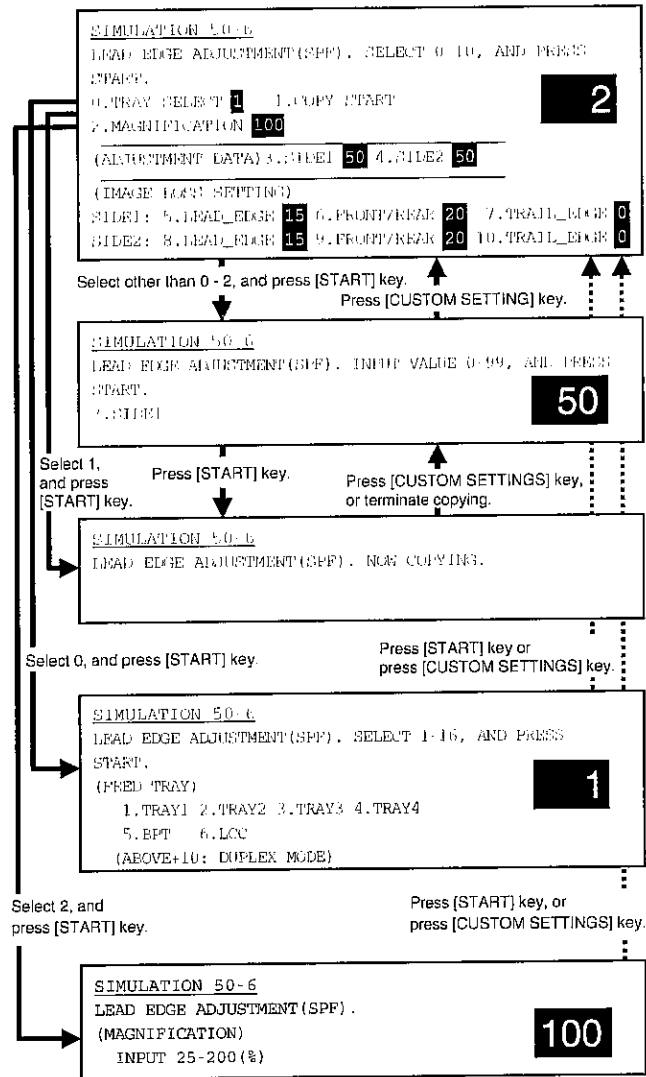 SIMULATION 50-6
LEAD EDGE ADJUSTMENT(SPF). SELECT 0-10, AND PRESS
START.
0.TRAY SELECT 1 1.COPY START
2.MAGNIFICATION 100
2
(ADJUSTMENT DATA) 3.SIDE1 50 4.SIDE2 50
(IMAGE LOSS SETTING)
SIDE1: 5.LEAD_EDGE 15 6.FRONT/REAR 20 7.TRAIL_EDGE 0
SIDE2: 8.LEAD_EDGE 15 9.FRONT/REAR 20 10.TRAIL_EDGE 0
Select other than 0 - 2, and press [START] key.
Press [CUSTOM SETTING] key.
SIMULATION 50-6
LEAD EDGE ADJUSTMENT(SPF). INPUT VALUE 0-99, AND PRESS
START.
50
SIDE1
Select 1,
and press
[START] key.
Press [START] key.
Press [CUSTOM SETTINGS] key,
or terminate copying.
SIMULATION 50-6
LEAD EDGE ADJUSTMENT(SPF). NOW COPYING.
Select 0, and press [START] key.
Press [START] key or
press [CUSTOM SETTINGS] key.
SIMULATION 50-6
LEAD EDGE ADJUSTMENT(SPF). SELECT 1-16, AND PRESS
START.
(FEED TRAY)
1
1.TRAY1 2.TRAY2 3.TRAY3 4.TRAY4
5.BPT 6.LCC
(ABOVE+10: DUPLEX MODE)
Select 2, and
press [START] key.
Press [START] key, or
press [CUSTOM SETTINGS] key.
SIMULATION 50-6
LEAD EDGE ADJUSTMENT(SPF).
(MAGNIFICATION)
INPUT 25-200(%)
100